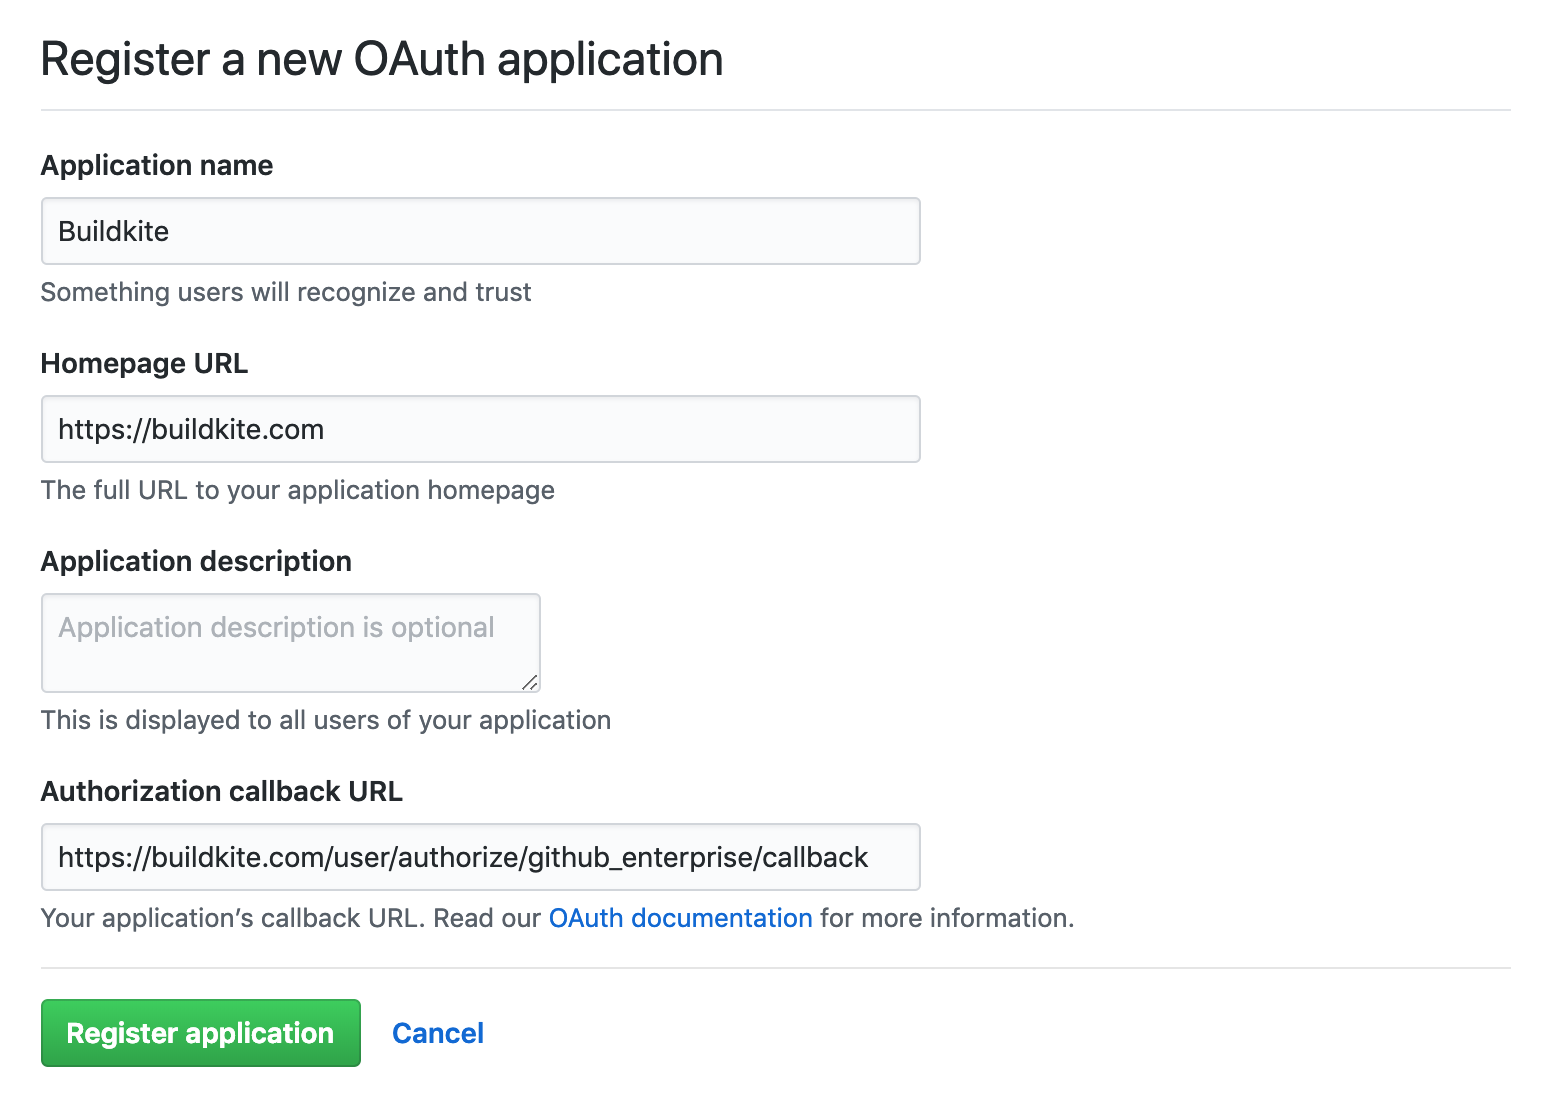 Register a new OAuth application
Application name
Buildkite
Something users will recognize and trust
Homepage URL
https://buildkite.com
The full URL to your application homepage
Application description
Application description is optional
This is displayed to all users of your application
Authorization callback URL
https://buildkite.com/user/authorize/github_enterprise/callback
Your application’s callback URL. Read our OAuth documentation for more information.
Register application Cancel